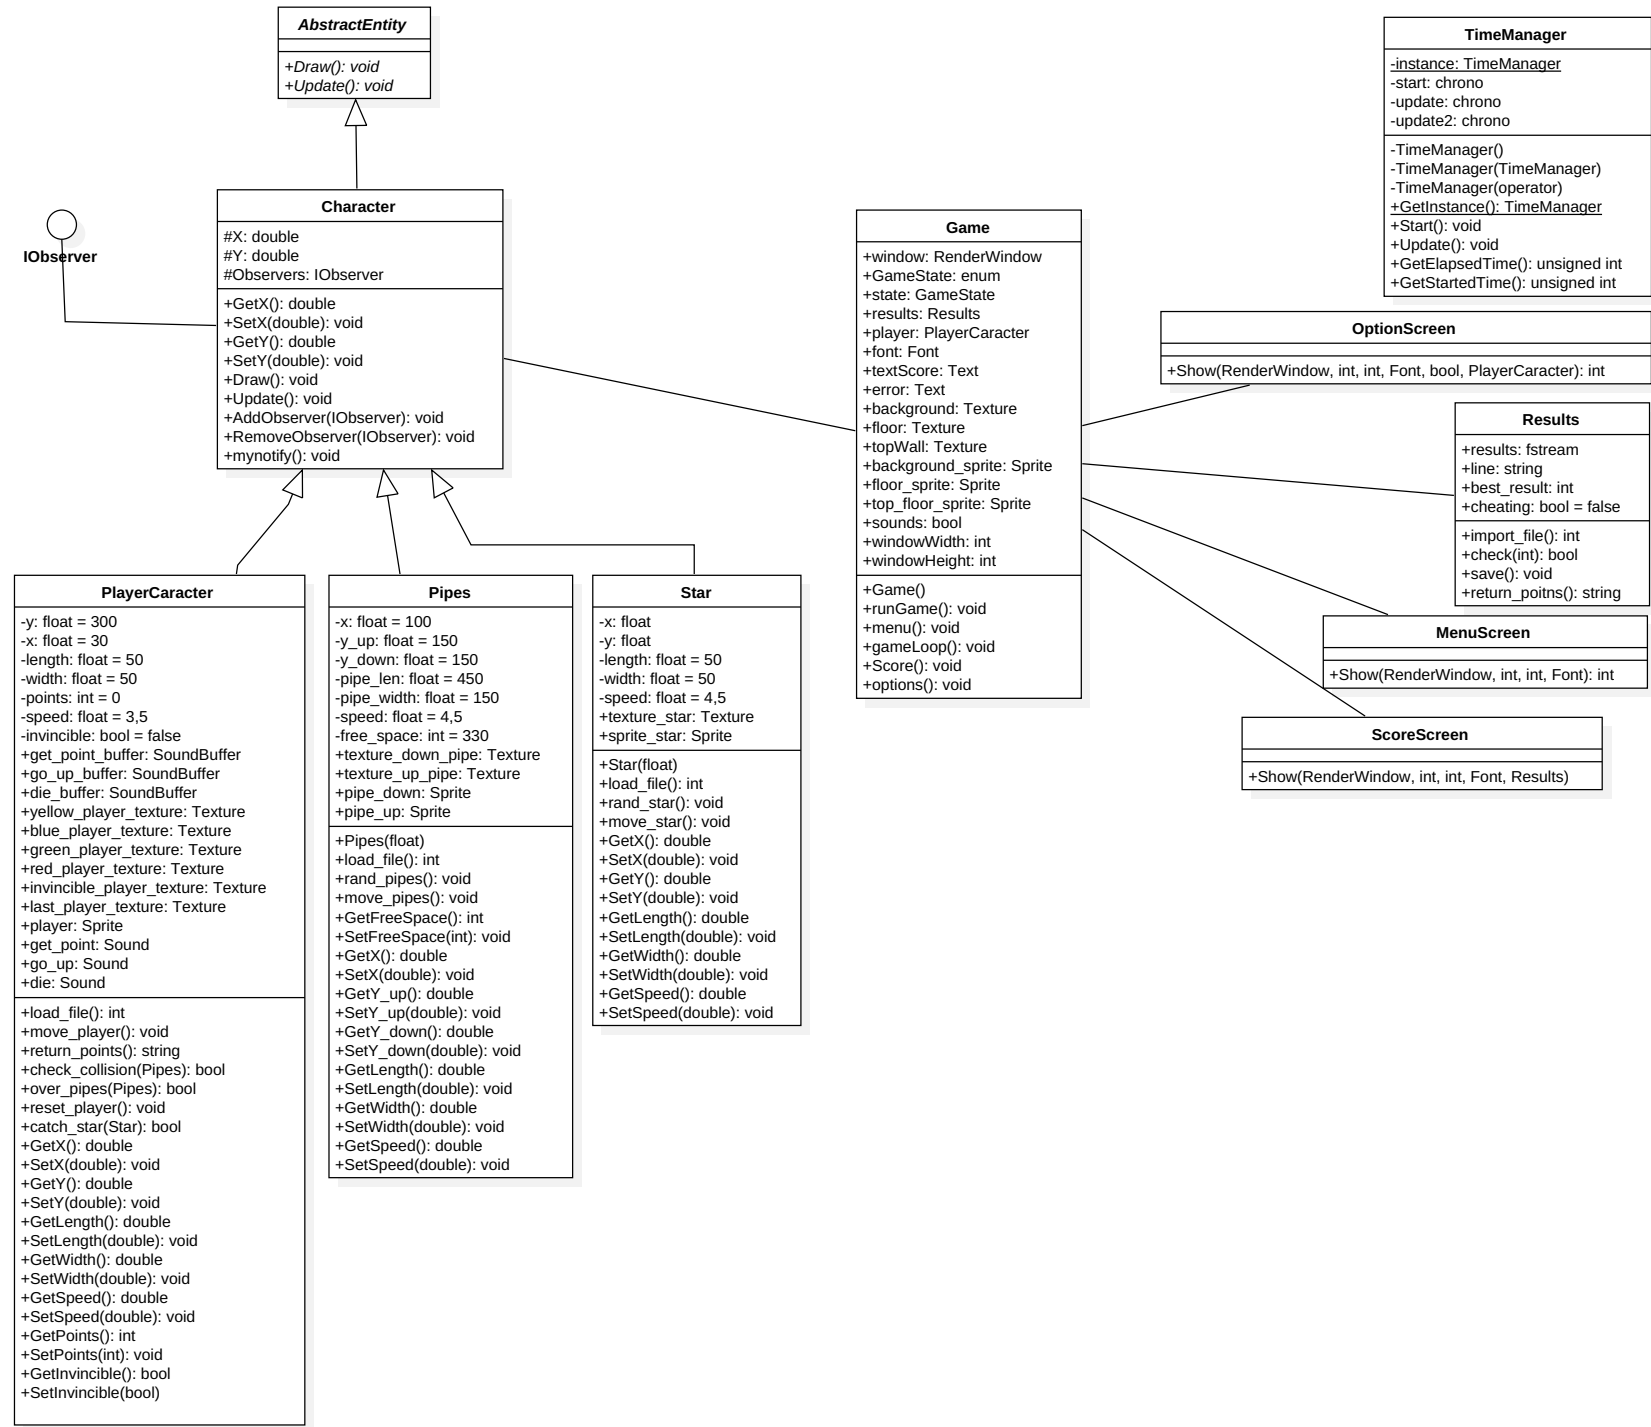 AbstractEntity
+Draw(): void
+Update(): void
IObserver
Character
#X: double
#Y: double
#Observers: IObserver
+GetX(): double
+SetX(double): void
+GetY(): double
+SetY(double): void
+Draw(): void
+Update(): void
+AddObserver(IObserver): void
+RemoveObserver(IObserver): void
+mynotify(): void
PlayerCaracter
-y: float = 300
-x: float = 30
-length: float = 50
-width: float = 50
-points: int = 0
-speed: float = 3,5
-invincible: bool = false
+get_point_buffer: SoundBuffer
+go_up_buffer: SoundBuffer
+die_buffer: SoundBuffer
+yellow_player_texture: Texture
+blue_player_texture: Texture
+green_player_texture: Texture
+red_player_texture: Texture
+invincible_player_texture: Texture
+last_player_texture: Texture
+player: Sprite
+get_point: Sound
+go_up: Sound
+die: Sound
+load_file(): int
+move_player(): void
+return_points(): string
+check_collision(Pipes): bool
+over_pipes(Pipes): bool
+reset_player(): void
+catch_star(Star): bool
+GetX(): double
+SetX(double): void
+GetY(): double
+SetY(double): void
+GetLength(): double
+SetLength(double): void
+GetWidth(): double
+SetWidth(double): void
+GetSpeed(): double
+SetSpeed(double): void
+GetPoints(): int
+SetPoints(int): void
+GetInvincible(): bool
+SetInvincible(bool)
Pipes
-x: float = 100
-y_up: float = 150
-y_down: float = 150
-pipe_len: float = 450
-pipe_width: float = 150
-speed: float = 4,5
-free_space: int = 330
+texture_down_pipe: Texture
+texture_up_pipe: Texture
+pipe_down: Sprite
+pipe_up: Sprite
+Pipes(float)
+load_file(): int
+rand_pipes(): void
+move_pipes(): void
+GetFreeSpace(): int
+SetFreeSpace(int): void
+GetX(): double
+SetX(double): void
+GetY_up(): double
+SetY_up(double): void
+GetY_down(): double
+SetY_down(double): void
+GetLength(): double
+SetLength(double): void
+GetWidth(): double
+SetWidth(double): void
+GetSpeed(): double
+SetSpeed(double): void
Star
-x: float
-y: float
-length: float = 50
-width: float = 50
-speed: float = 4,5
+texture_star: Texture
+sprite_star: Sprite
+Star(float)
+load_file(): int
+rand_star(): void
+move_star(): void
+GetX(): double
+SetX(double): void
+GetY(): double
+SetY(double): void
+GetLength(): double
+SetLength(double): void
+GetWidth(): double
+SetWidth(double): void
+GetSpeed(): double
+SetSpeed(double): void
Game
+window: RenderWindow
+GameState: enum
+state: GameState
+results: Results
+player: PlayerCaracter
+font: Font
+textScore: Text
+error: Text
+background: Texture
+floor: Texture
+topWall: Texture
+background_sprite: Sprite
+floor_sprite: Sprite
+top_floor_sprite: Sprite
+sounds: bool
+windowWidth: int
+windowHeight: int
+Game()
+runGame(): void
+menu(): void
+gameLoop(): void
+Score(): void
+options(): void
TimeManager
-instance: TimeManager
-start: chrono
-update: chrono
-update2: chrono
-TimeManager()
-TimeManager(TimeManager)
-TimeManager(operator)
+GetInstance(): TimeManager
+Start(): void
+Update(): void
+GetElapsedTime(): unsigned int
+GetStartedTime(): unsigned int
OptionScreen
+Show(RenderWindow, int, int, Font, bool, PlayerCaracter): int
Results
+results: fstream
+line: string
+best_result: int
+cheating: bool = false
+import_file(): int
+check(int): bool
+save(): void
+return_poitns(): string
MenuScreen
+Show(RenderWindow, int, int, Font): int
ScoreScreen
+Show(RenderWindow, int, int, Font, Results)